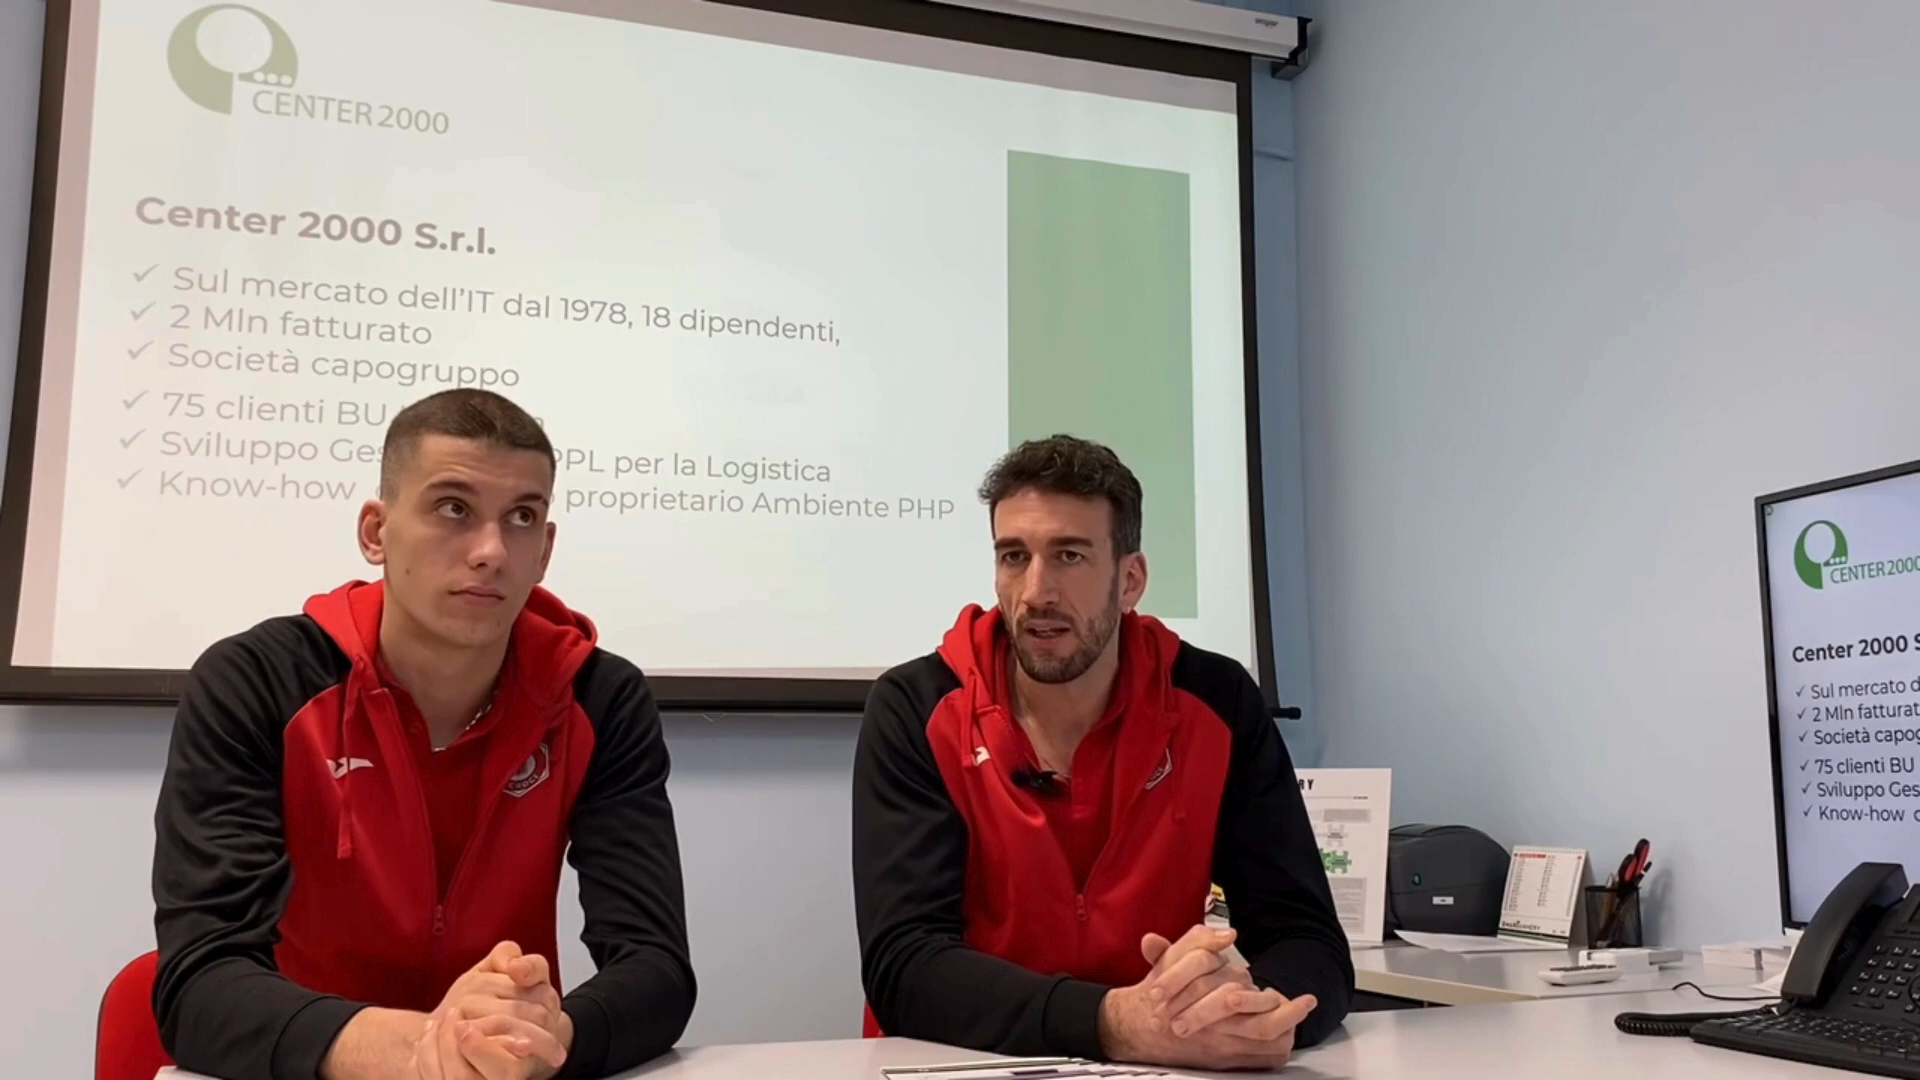 CENTER 2000
Center 2000 S.r.l.
✓ Sul mercato dell'IT dal 1978, 18 dipendenti,
✓ 2 Mln fatturato
✓ Società capogruppo
✓ 75 clienti BU
✓ Sviluppo Ges PPL per la Logistica
✓ Know-how proprietario Ambiente PHP
CROCI
CENTER 2000
Center 2000 S
✓ Sul mercato d
✓ 2 Mln fatturat
✓ Società capog
✓ 75 clienti BU
✓ Sviluppo Ges
✓ Know-how